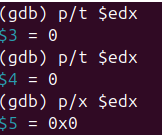 (gdb) p/t $edx
$3 = 0
(gdb) p/t $edx
$4 = 0
(gdb) p/x $edx
$5 = 0x0